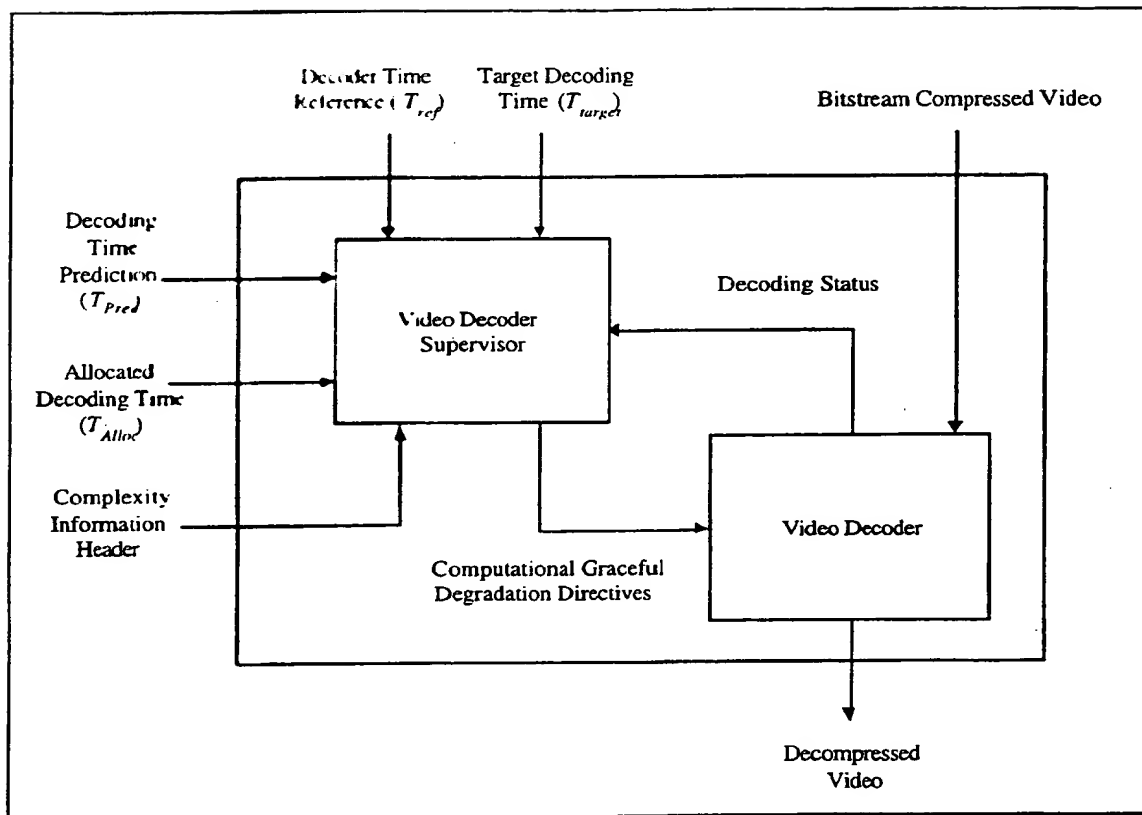 Decoder Time
Reference (T_ref)
Target Decoding
Time (T_target)
Bitstream Compressed Video
Decoding
Time
Prediction
(T_Pred)
Decoding Status
Video Decoder
Supervisor
Allocated
Decoding Time
(T_Alloc)
Complexity
Information
Header
Video Decoder
Computational Graceful
Degradation Directives
Decompressed
Video